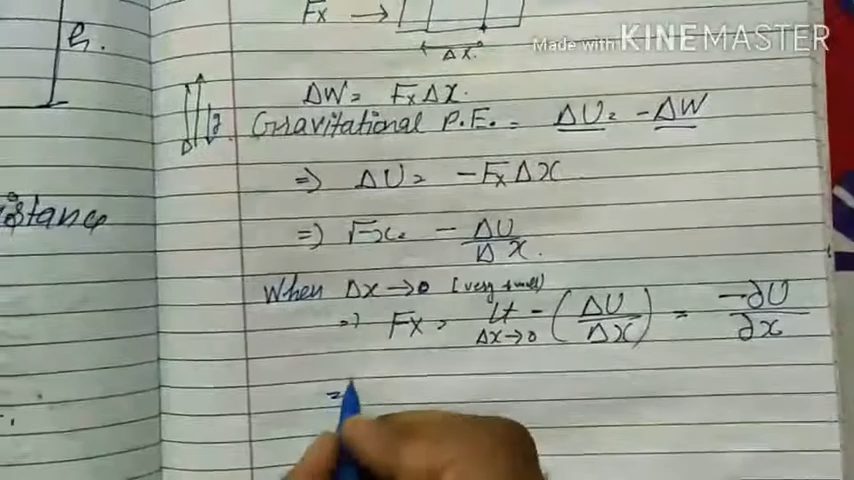 Fx →
Δx
Made with KINEMASTER
h.
ΔW = FxΔx.
Gravitational P.E. = ΔU = -ΔW
⇒ ΔU = -FxΔx
istance
⇒ Fx = - ΔU/Δx.
When Δx→0 [very small]
⇒ Fx = Lt Δx→0 -(ΔU/Δx) = -∂U/∂x
=